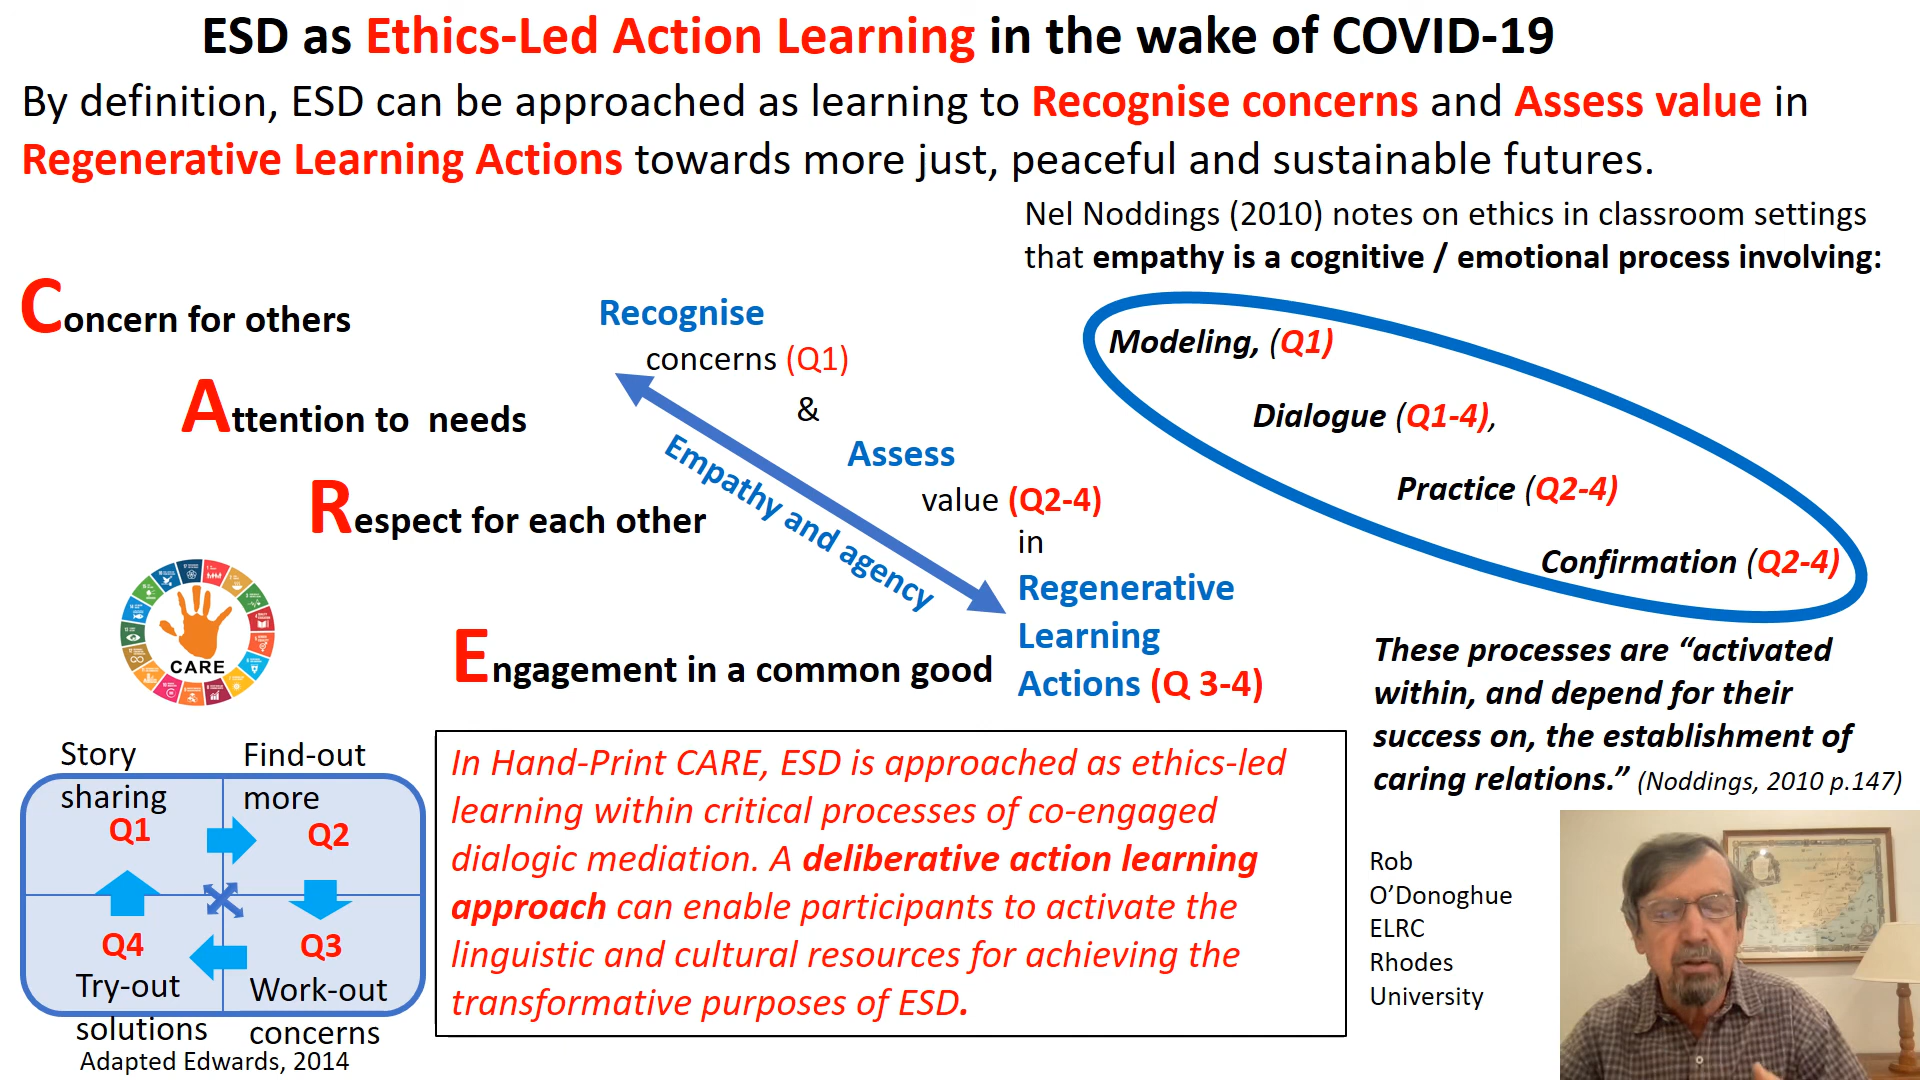 ESD as Ethics-Led Action Learning in the wake of COVID-19
By definition, ESD can be approached as learning to Recognise concerns and Assess value in
Regenerative Learning Actions towards more just, peaceful and sustainable futures.
Nel Noddings (2010) notes on ethics in classroom settings
that empathy is a cognitive / emotional process involving:
Concern for others
Attention to needs
Respect for each other
Engagement in a common good
Recognise
concerns (Q1)
&
Assess
value (Q2-4)
in
Regenerative
Learning
Actions (Q 3-4)
Empathy and agency
Modeling, (Q1)
Dialogue (Q1-4),
Practice (Q2-4)
Confirmation (Q2-4)
These processes are “activated
within, and depend for their
success on, the establishment of
caring relations.” (Noddings, 2010 p.147)
CARE
Story
sharing
Q1
Find-out
more
Q2
Q4
Try-out
solutions
Q3
Work-out
concerns
Adapted Edwards, 2014
In Hand-Print CARE, ESD is approached as ethics-led
learning within critical processes of co-engaged
dialogic mediation. A deliberative action learning
approach can enable participants to activate the
linguistic and cultural resources for achieving the
transformative purposes of ESD.
Rob
O’Donoghue
ELRC
Rhodes
University